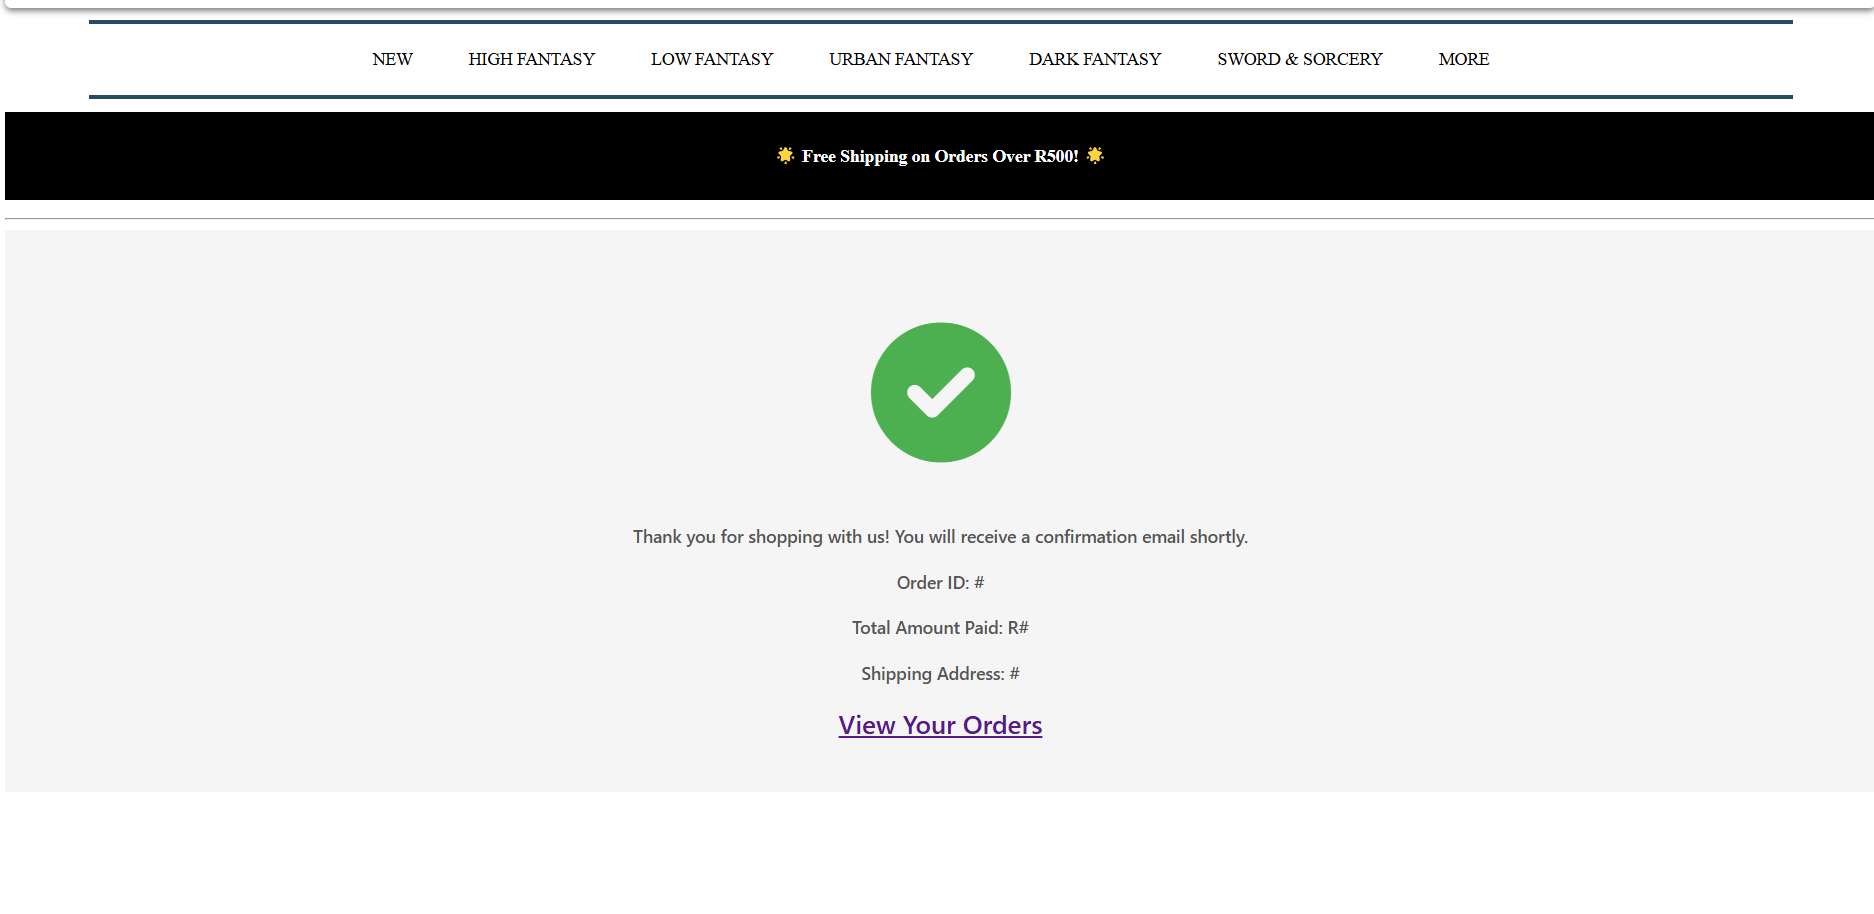 NEW HIGH FANTASY LOW FANTASY URBAN FANTASY DARK FANTASY SWORD & SORCERY MORE
🌟 Free Shipping on Orders Over R500! 🌟
Thank you for shopping with us! You will receive a confirmation email shortly.
Order ID: #
Total Amount Paid: R#
Shipping Address: #
View Your Orders